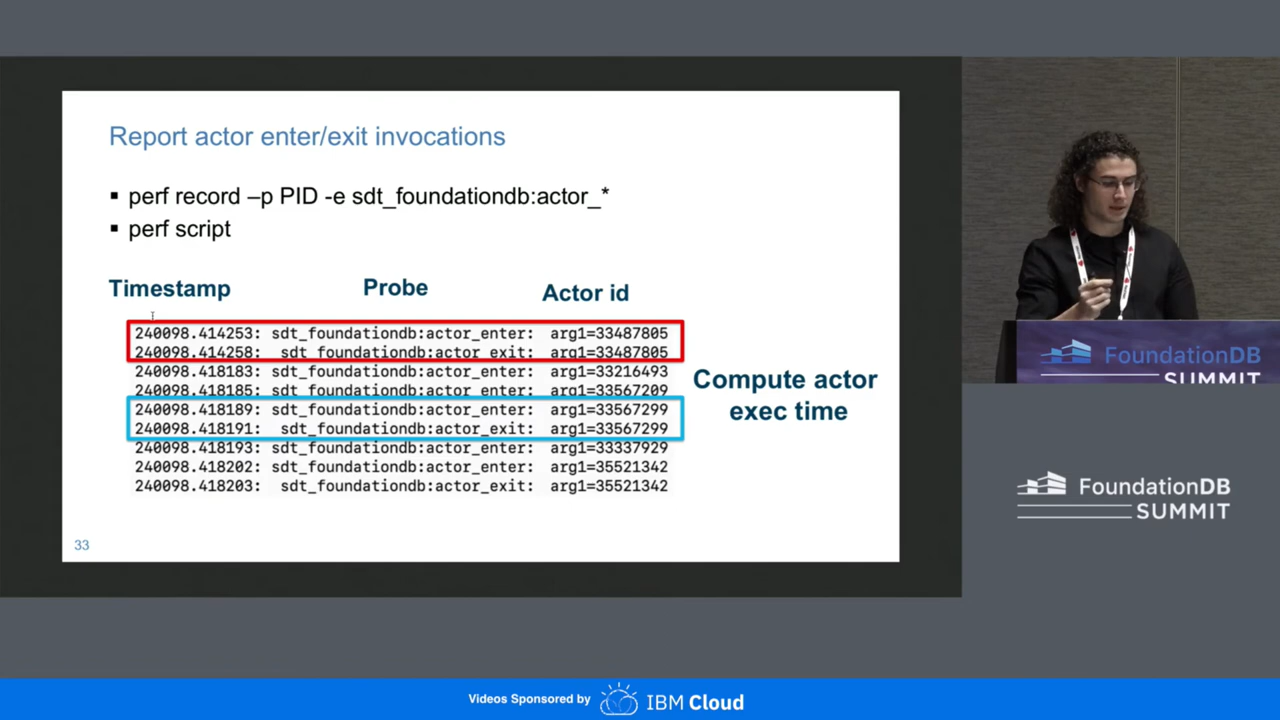 Report actor enter/exit invocations
▪ perf record –p PID -e sdt_foundationdb:actor_*
▪ perf script
Timestamp Probe Actor id
240098.414253: sdt_foundationdb:actor_enter: arg1=33487805
240098.414258: sdt_foundationdb:actor_exit: arg1=33487805
240098.418183: sdt_foundationdb:actor_enter: arg1=33216493
240098.418185: sdt_foundationdb:actor_exit: arg1=33567209
240098.418189: sdt_foundationdb:actor_enter: arg1=33567299
240098.418191: sdt_foundationdb:actor_exit: arg1=33567299
240098.418193: sdt_foundationdb:actor_enter: arg1=33337929
240098.418202: sdt_foundationdb:actor_enter: arg1=35521342
240098.418203: sdt_foundationdb:actor_exit: arg1=35521342
Compute actor
exec time
33
FoundationDB
SUMMIT
FoundationDB
SUMMIT
Videos Sponsored by IBM Cloud